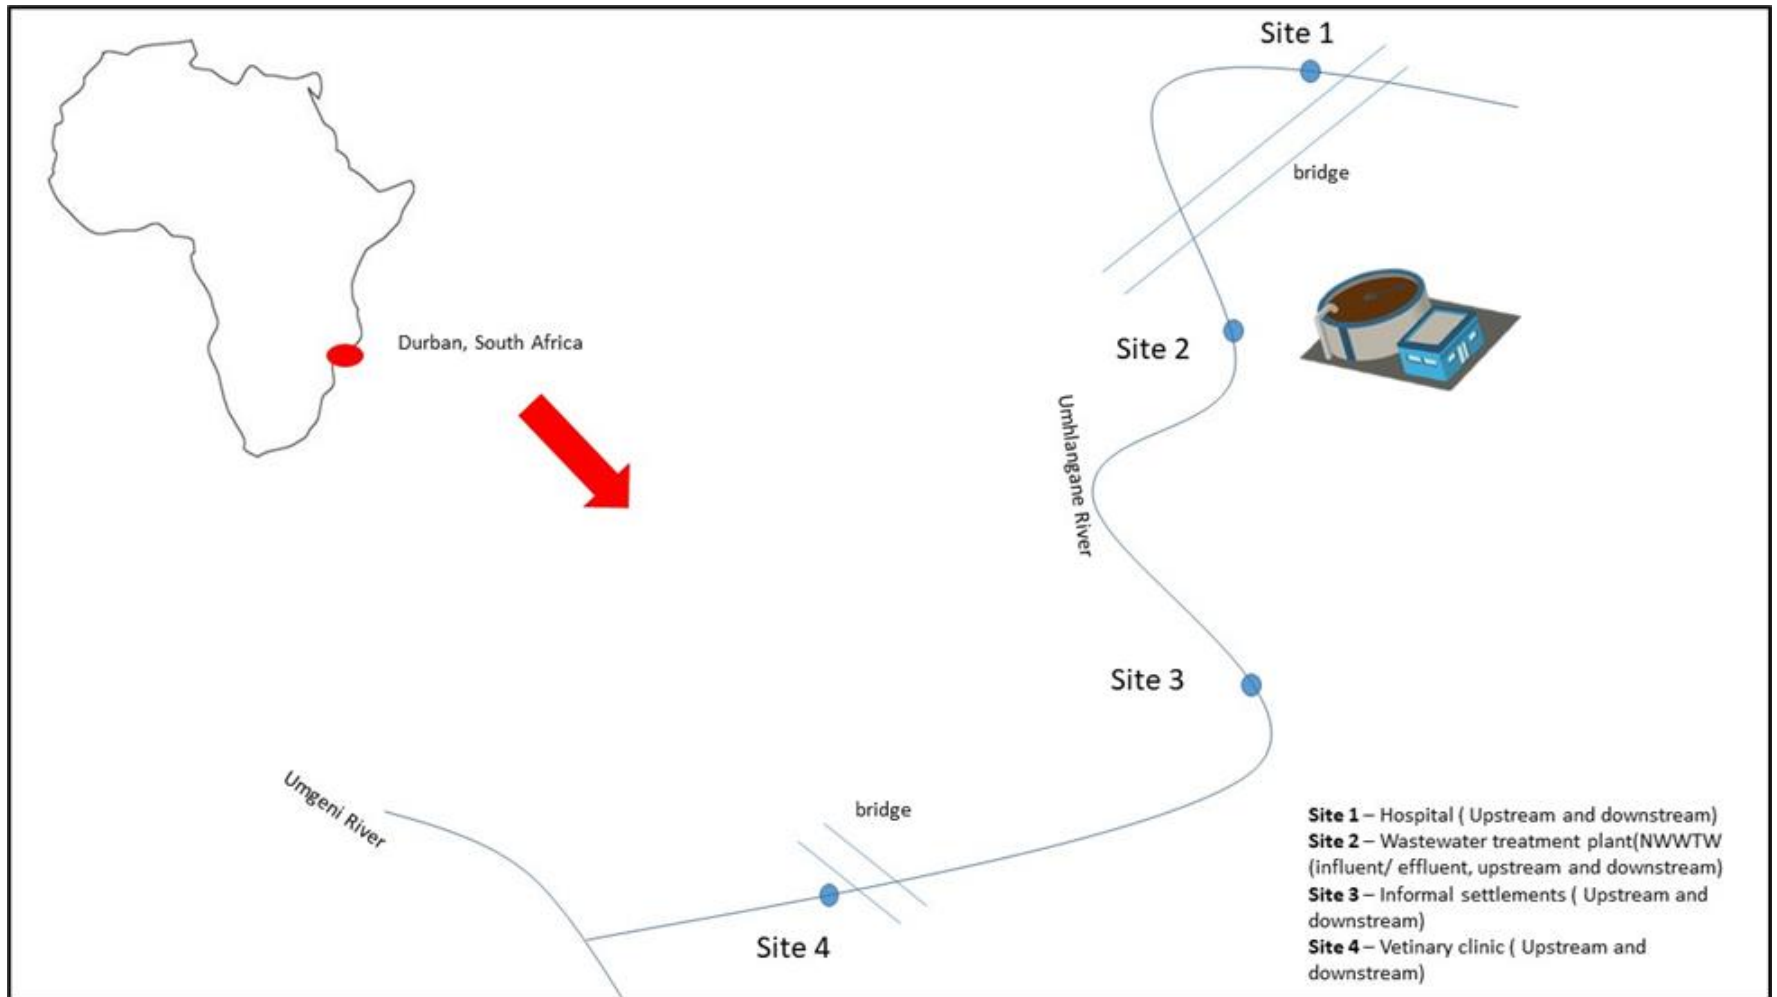 Site 1
bridge
Durban, South Africa
Site 2
Umhlangane River
Site 3
Umgeni River
bridge
Site 4
Site 1 – Hospital ( Upstream and downstream)
Site 2 – Wastewater treatment plant(NWWTW
(influent/ effluent, upstream and downstream)
Site 3 – Informal settlements ( Upstream and
downstream)
Site 4 – Vetinary clinic ( Upstream and
downstream)